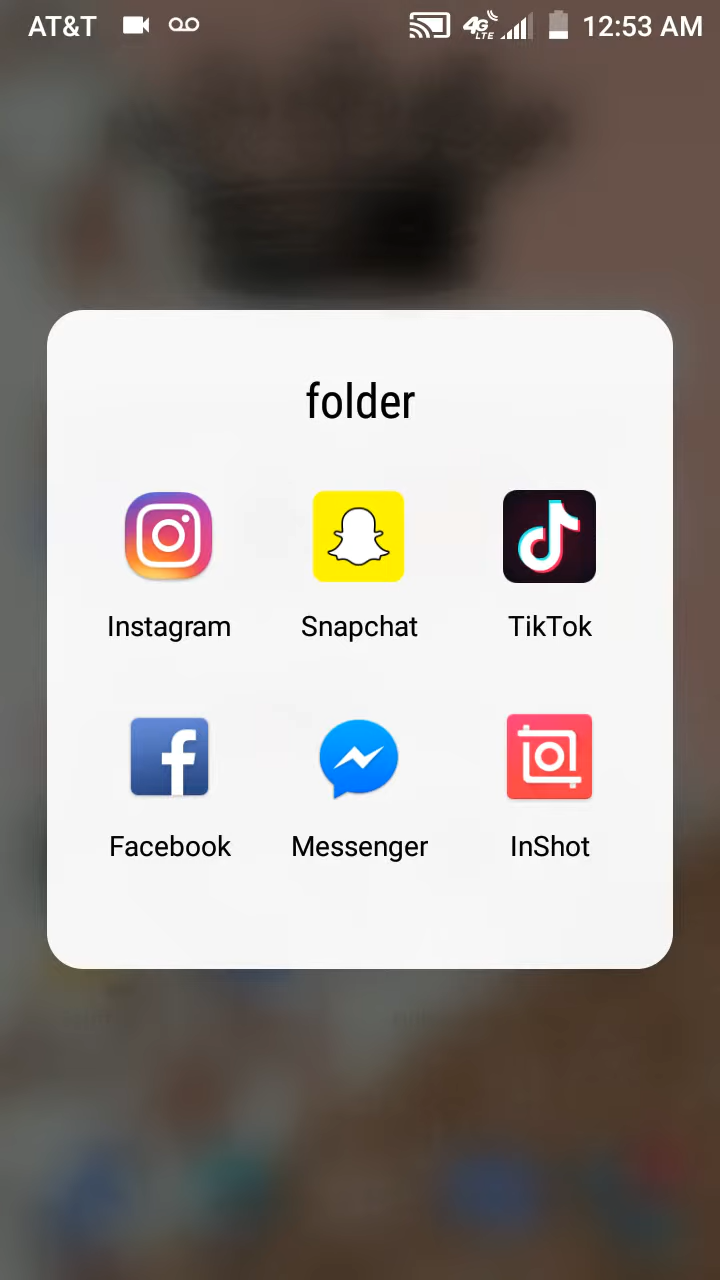 AT&T 4G LTE 12:53 AM
folder
Instagram Snapchat TikTok
Facebook Messenger InShot